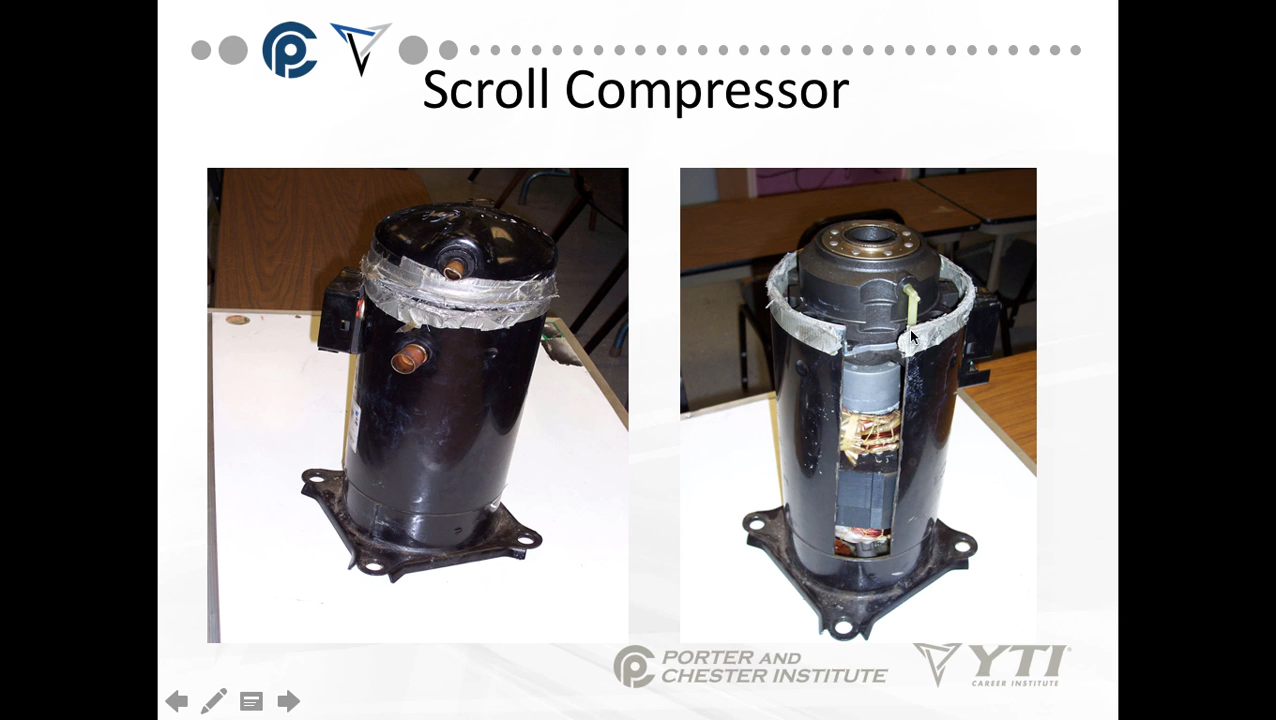 Scroll Compressor
PORTER AND
CHESTER INSTITUTE
YTI
CAREER INSTITUTE